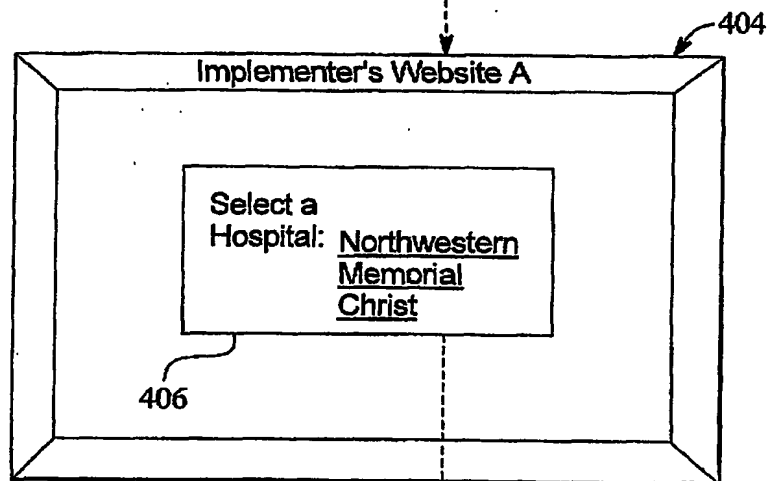 404
Implementer's Website A
Select a
Hospital: Northwestern
Memorial
Christ
406